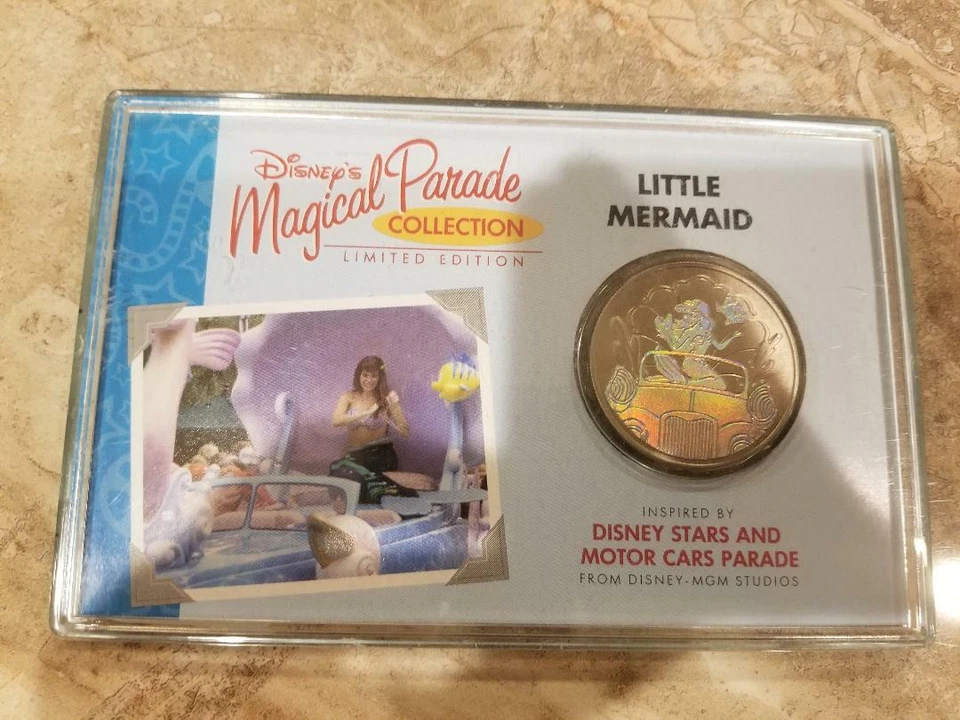 Disney's
Magical Parade
COLLECTION
LIMITED EDITION
LITTLE
MERMAID
INSPIRED BY
DISNEY STARS AND
MOTOR CARS PARADE
FROM DISNEY-MGM STUDIOS